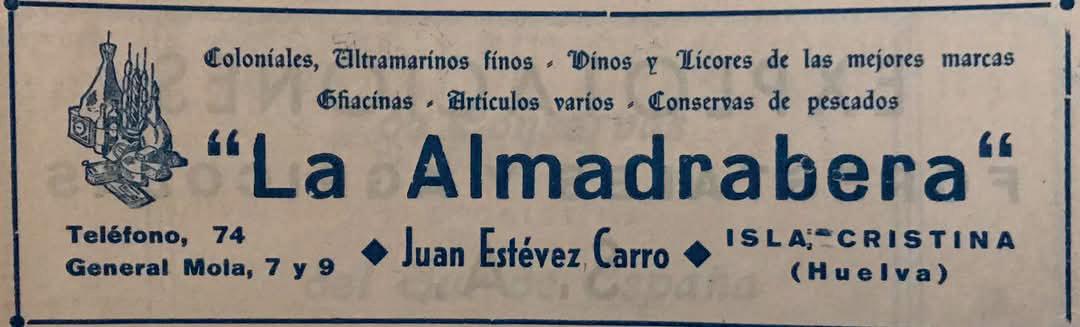 Coloniales, Ultramarinos finos - Vinos y Licores de las mejores marcas
Chacinas - Artículos varios - Conservas de pescados
"La Almadrabera"
Teléfono, 74
General Mola, 7 y 9
◆ Juan Estévez Carro ◆
ISLA CRISTINA
(Huelva)